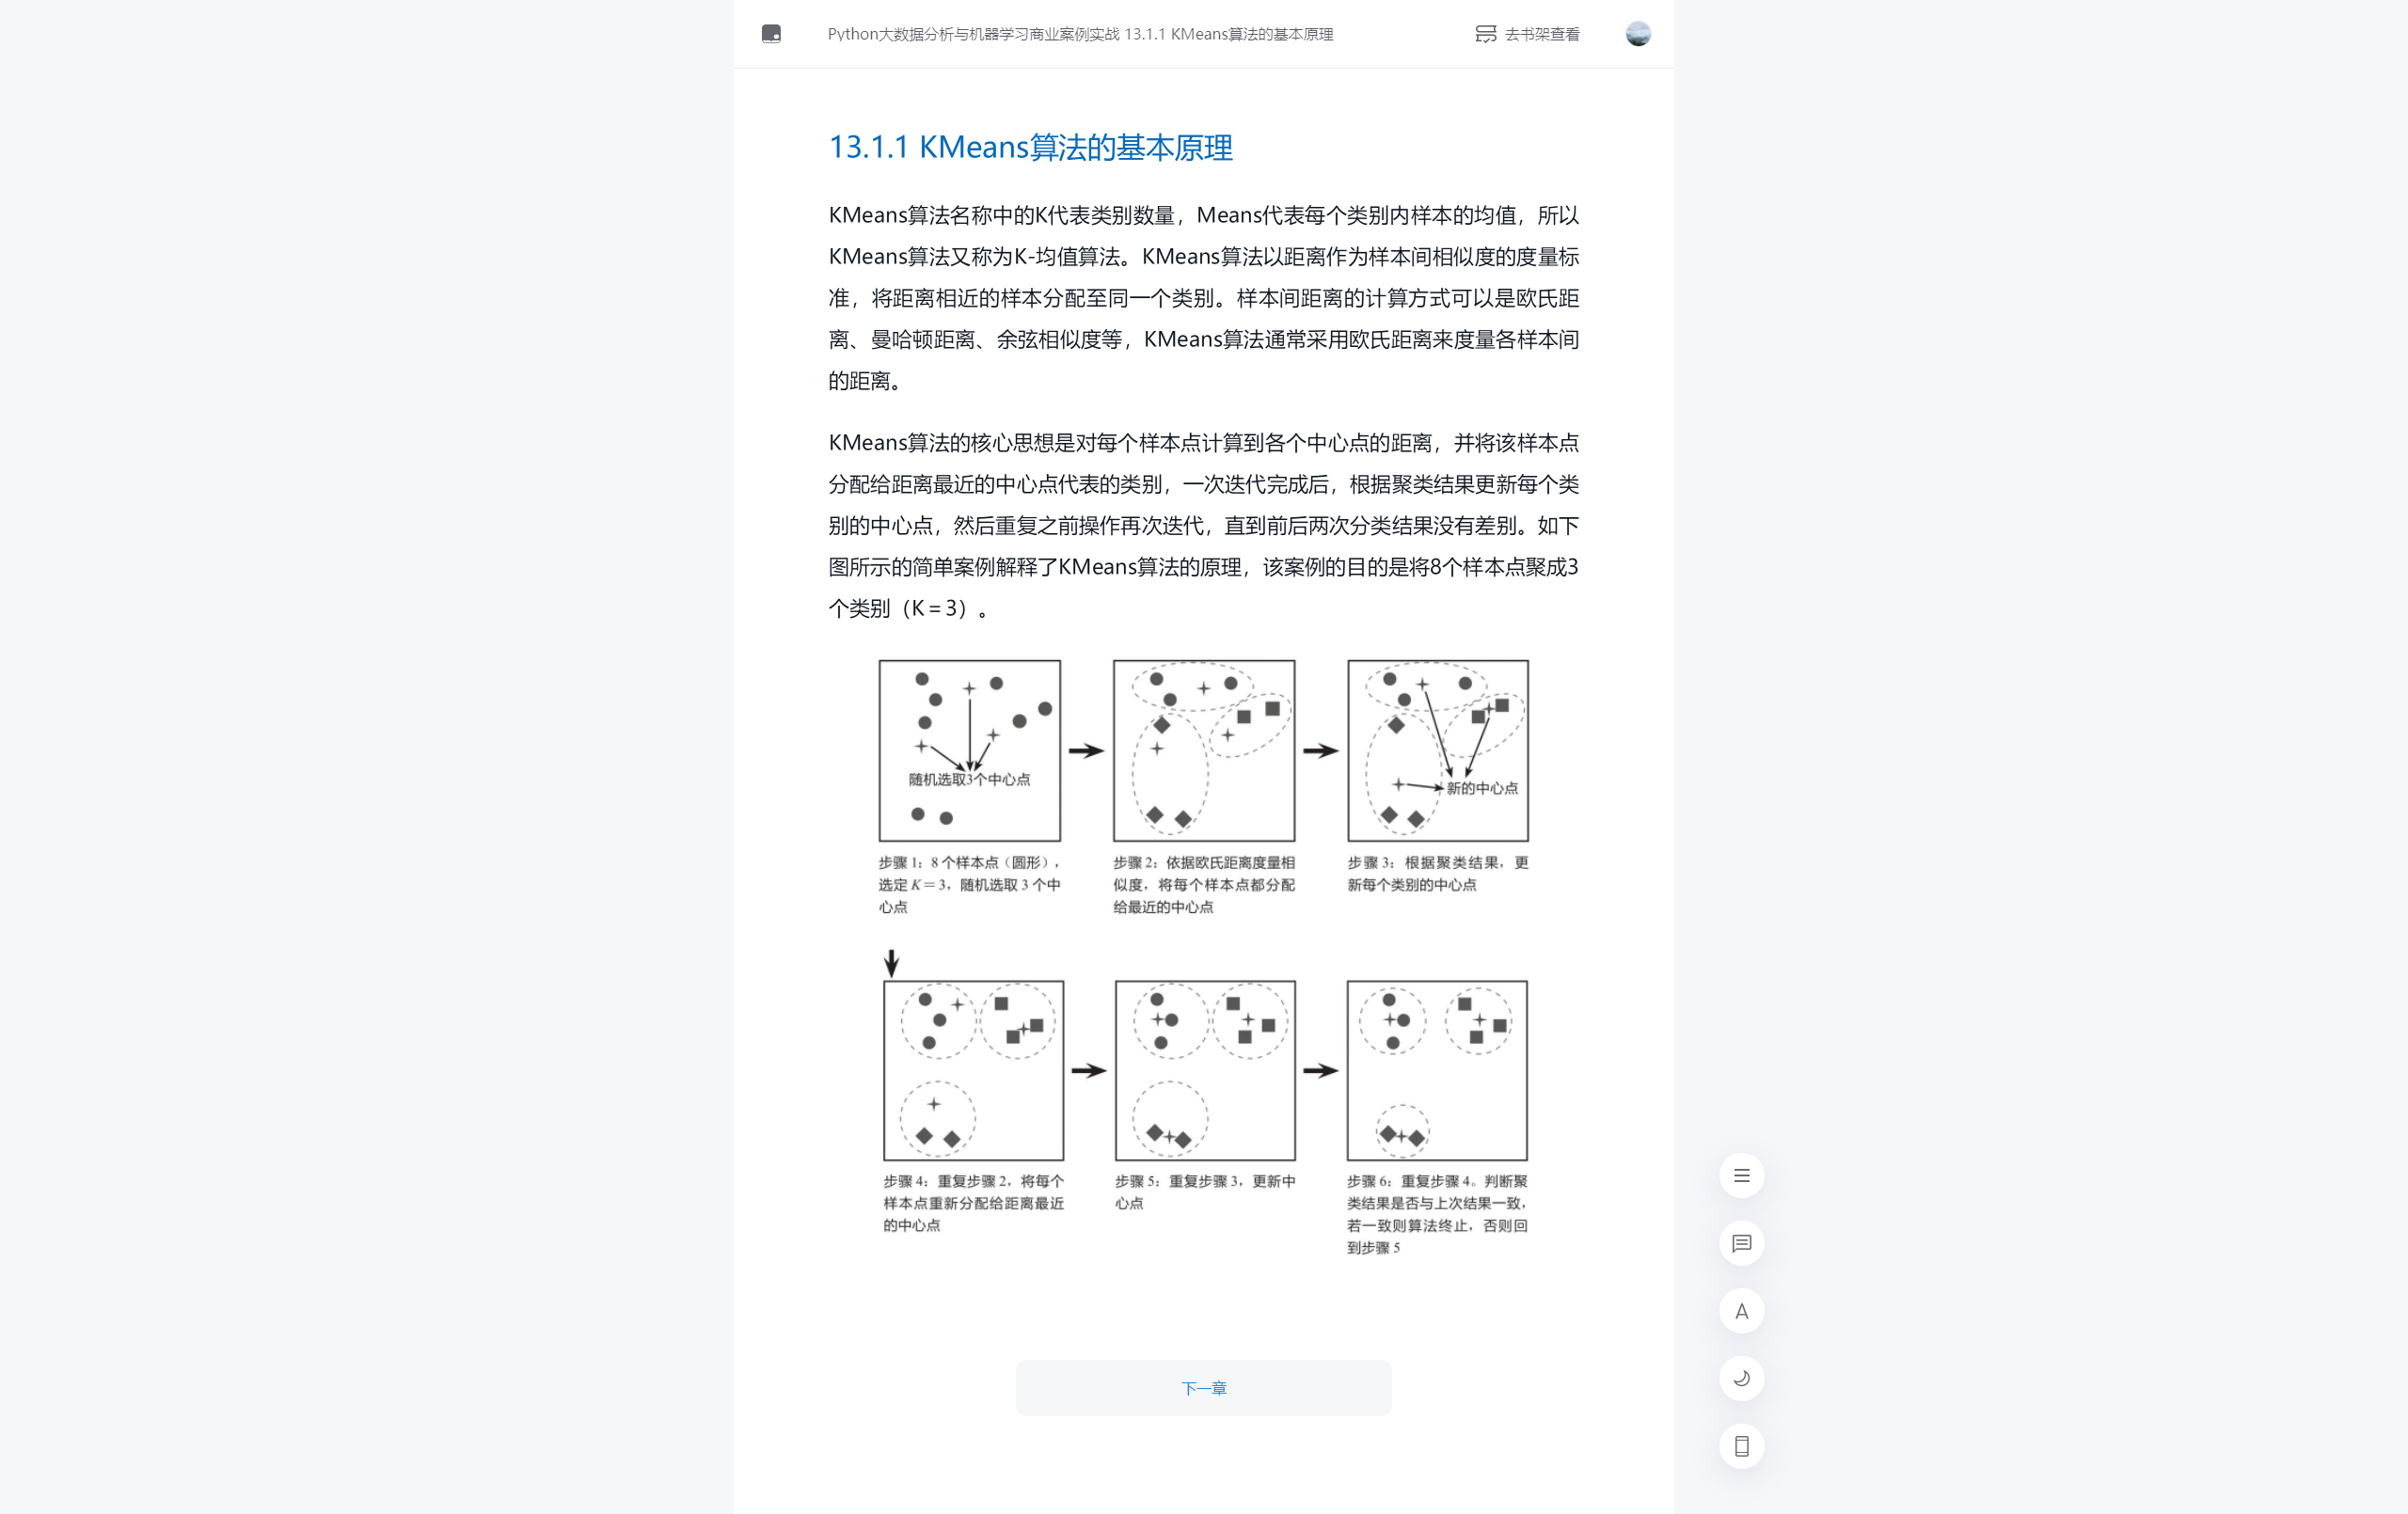 Python大数据分析与机器学习商业案例实战 13.1.1 KMeans算法的基本原理
去书架查看
13.1.1 KMeans算法的基本原理
KMeans算法名称中的K代表类别数量，Means代表每个类别内样本的均值，所以
KMeans算法又称为K-均值算法。KMeans算法以距离作为样本间相似度的度量标
准，将距离相近的样本分配至同一个类别。样本间距离的计算方式可以是欧氏距
离、曼哈顿距离、余弦相似度等，KMeans算法通常采用欧氏距离来度量各样本间
的距离。
KMeans算法的核心思想是对每个样本点计算到各个中心点的距离，并将该样本点
分配给距离最近的中心点代表的类别，一次迭代完成后，根据聚类结果更新每个类
别的中心点，然后重复之前操作再次迭代，直到前后两次分类结果没有差别。如下
图所示的简单案例解释了KMeans算法的原理，该案例的目的是将8个样本点聚成3
个类别（K＝3）。
随机选取3个中心点
新的中心点
步骤 1：8 个样本点（圆形），
选定 K＝3，随机选取 3 个中
心点
步骤 2：依据欧氏距离度量相
似度，将每个样本点都分配
给最近的中心点
步骤 3：根据聚类结果，更
新每个类别的中心点
步骤 4：重复步骤 2，将每个
样本点重新分配给距离最近
的中心点
步骤 5：重复步骤 3，更新中
心点
步骤 6：重复步骤 4。判断聚
类结果是否与上次结果一致，
若一致则算法终止，否则回
到步骤 5
A
下一章